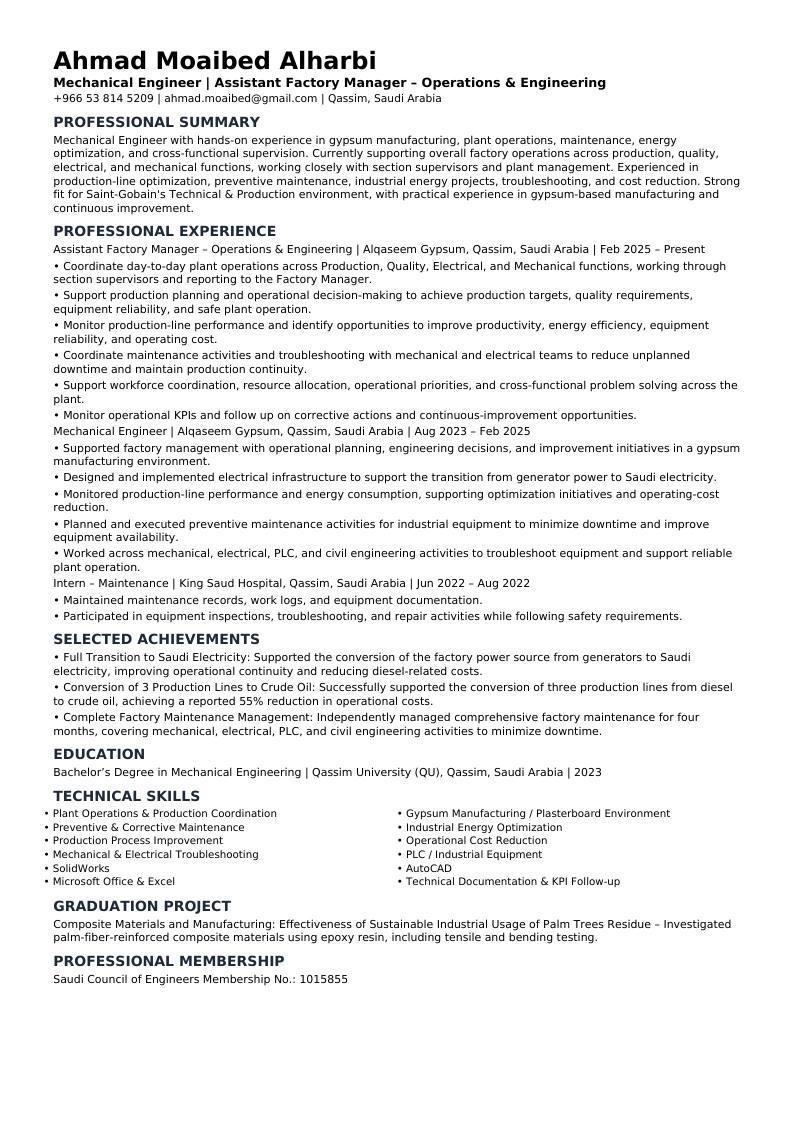 Ahmad Moaibed Alharbi
Mechanical Engineer | Assistant Factory Manager – Operations & Engineering
+966 53 814 5209 | ahmad.moaibed@gmail.com | Qassim, Saudi Arabia
PROFESSIONAL SUMMARY
Mechanical Engineer with hands-on experience in gypsum manufacturing, plant operations, maintenance, energy
optimization, and cross-functional supervision. Currently supporting overall factory operations across production, quality,
electrical, and mechanical functions, working closely with section supervisors and plant management. Experienced in
production-line optimization, preventive maintenance, industrial energy projects, troubleshooting, and cost reduction. Strong
fit for Saint-Gobain's Technical & Production environment, with practical experience in gypsum-based manufacturing and
continuous improvement.
PROFESSIONAL EXPERIENCE
Assistant Factory Manager – Operations & Engineering | Alqaseem Gypsum, Qassim, Saudi Arabia | Feb 2025 – Present
• Coordinate day-to-day plant operations across Production, Quality, Electrical, and Mechanical functions, working through
section supervisors and reporting to the Factory Manager.
• Support production planning and operational decision-making to achieve production targets, quality requirements,
equipment reliability, and safe plant operation.
• Monitor production-line performance and identify opportunities to improve productivity, energy efficiency, equipment
reliability, and operating cost.
• Coordinate maintenance activities and troubleshooting with mechanical and electrical teams to reduce unplanned
downtime and maintain production continuity.
• Support workforce coordination, resource allocation, operational priorities, and cross-functional problem solving across the
plant.
• Monitor operational KPIs and follow up on corrective actions and continuous-improvement opportunities.
Mechanical Engineer | Alqaseem Gypsum, Qassim, Saudi Arabia | Aug 2023 – Feb 2025
• Supported factory management with operational planning, engineering decisions, and improvement initiatives in a gypsum
manufacturing environment.
• Designed and implemented electrical infrastructure to support the transition from generator power to Saudi electricity.
• Monitored production-line performance and energy consumption, supporting optimization initiatives and operating-cost
reduction.
• Planned and executed preventive maintenance activities for industrial equipment to minimize downtime and improve
equipment availability.
• Worked across mechanical, electrical, PLC, and civil engineering activities to troubleshoot equipment and support reliable
plant operation.
Intern – Maintenance | King Saud Hospital, Qassim, Saudi Arabia | Jun 2022 – Aug 2022
• Maintained maintenance records, work logs, and equipment documentation.
• Participated in equipment inspections, troubleshooting, and repair activities while following safety requirements.
SELECTED ACHIEVEMENTS
• Full Transition to Saudi Electricity: Supported the conversion of the factory power source from generators to Saudi
electricity, improving operational continuity and reducing diesel-related costs.
• Conversion of 3 Production Lines to Crude Oil: Successfully supported the conversion of three production lines from diesel
to crude oil, achieving a reported 55% reduction in operational costs.
• Complete Factory Maintenance Management: Independently managed comprehensive factory maintenance for four
months, covering mechanical, electrical, PLC, and civil engineering activities to minimize downtime.
EDUCATION
Bachelor’s Degree in Mechanical Engineering | Qassim University (QU), Qassim, Saudi Arabia | 2023
TECHNICAL SKILLS
• Plant Operations & Production Coordination
• Preventive & Corrective Maintenance
• Production Process Improvement
• Mechanical & Electrical Troubleshooting
• SolidWorks
• Microsoft Office & Excel
• Gypsum Manufacturing / Plasterboard Environment
• Industrial Energy Optimization
• Operational Cost Reduction
• PLC / Industrial Equipment
• AutoCAD
• Technical Documentation & KPI Follow-up
GRADUATION PROJECT
Composite Materials and Manufacturing: Effectiveness of Sustainable Industrial Usage of Palm Trees Residue – Investigated
palm-fiber-reinforced composite materials using epoxy resin, including tensile and bending testing.
PROFESSIONAL MEMBERSHIP
Saudi Council of Engineers Membership No.: 1015855